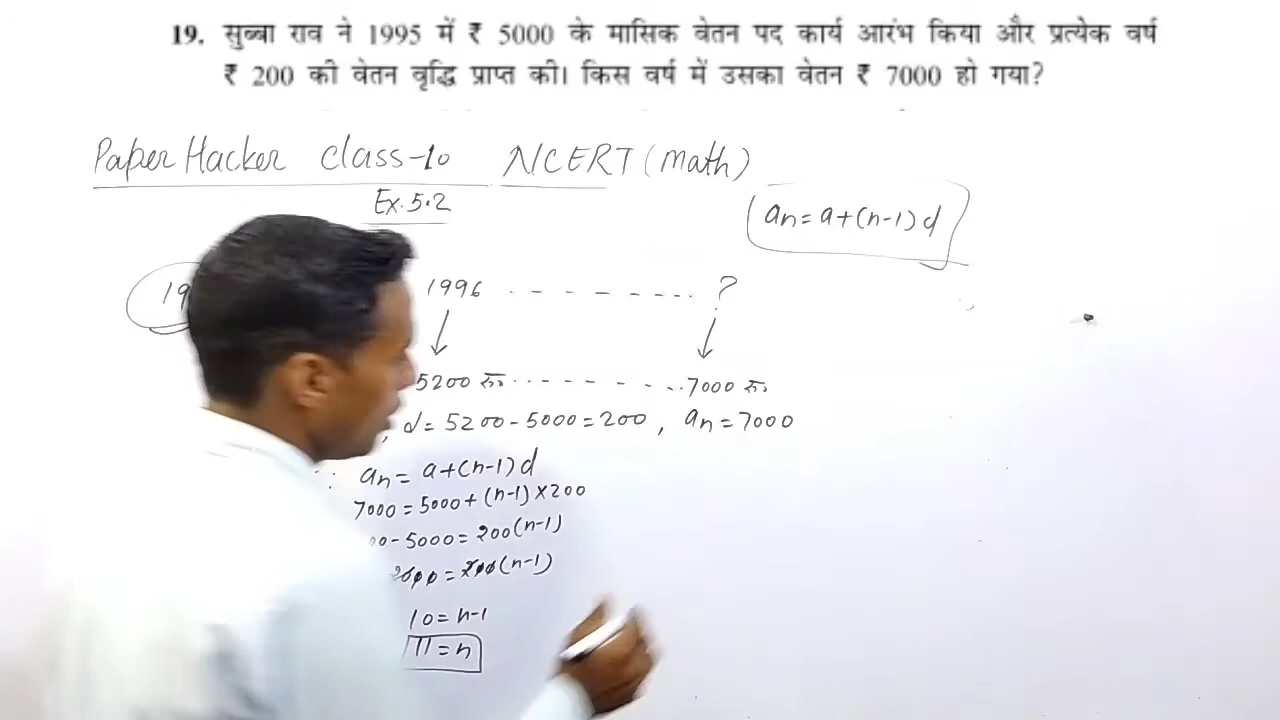 19. सुब्बा राव ने 1995 में ₹ 5000 के मासिक वेतन पद कार्य आरंभ किया और प्रत्येक वर्ष
₹ 200 की वेतन वृद्धि प्राप्त की। किस वर्ष में उसका वेतन ₹ 7000 हो गया?
Paper Hacker class-10 NCERT (math)
Ex. 5.2
an = a+(n-1) d
19
1996 . - - - - - - - ... ?
5200 रू ... - - - - ... 7000 रू
, d = 5200 - 5000 = 200 , an = 7000
an = a+(n-1) d
7000 = 5000 + (n-1) × 200
00 - 5000 = 200 (n-1)
2000 = 200 (n-1)
10 = n-1
11 = n